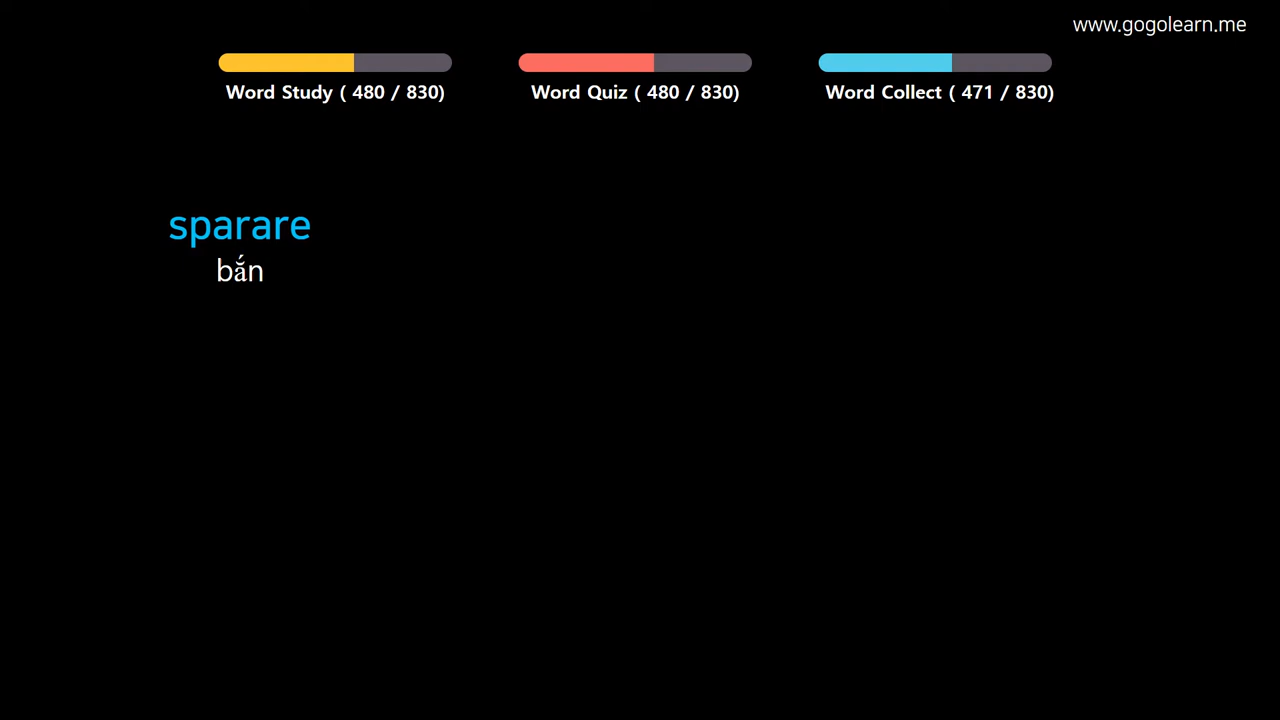 www.gogolearn.me
Word Study ( 480 / 830)
Word Quiz ( 480 / 830)
Word Collect ( 471 / 830)
sparare
bắn